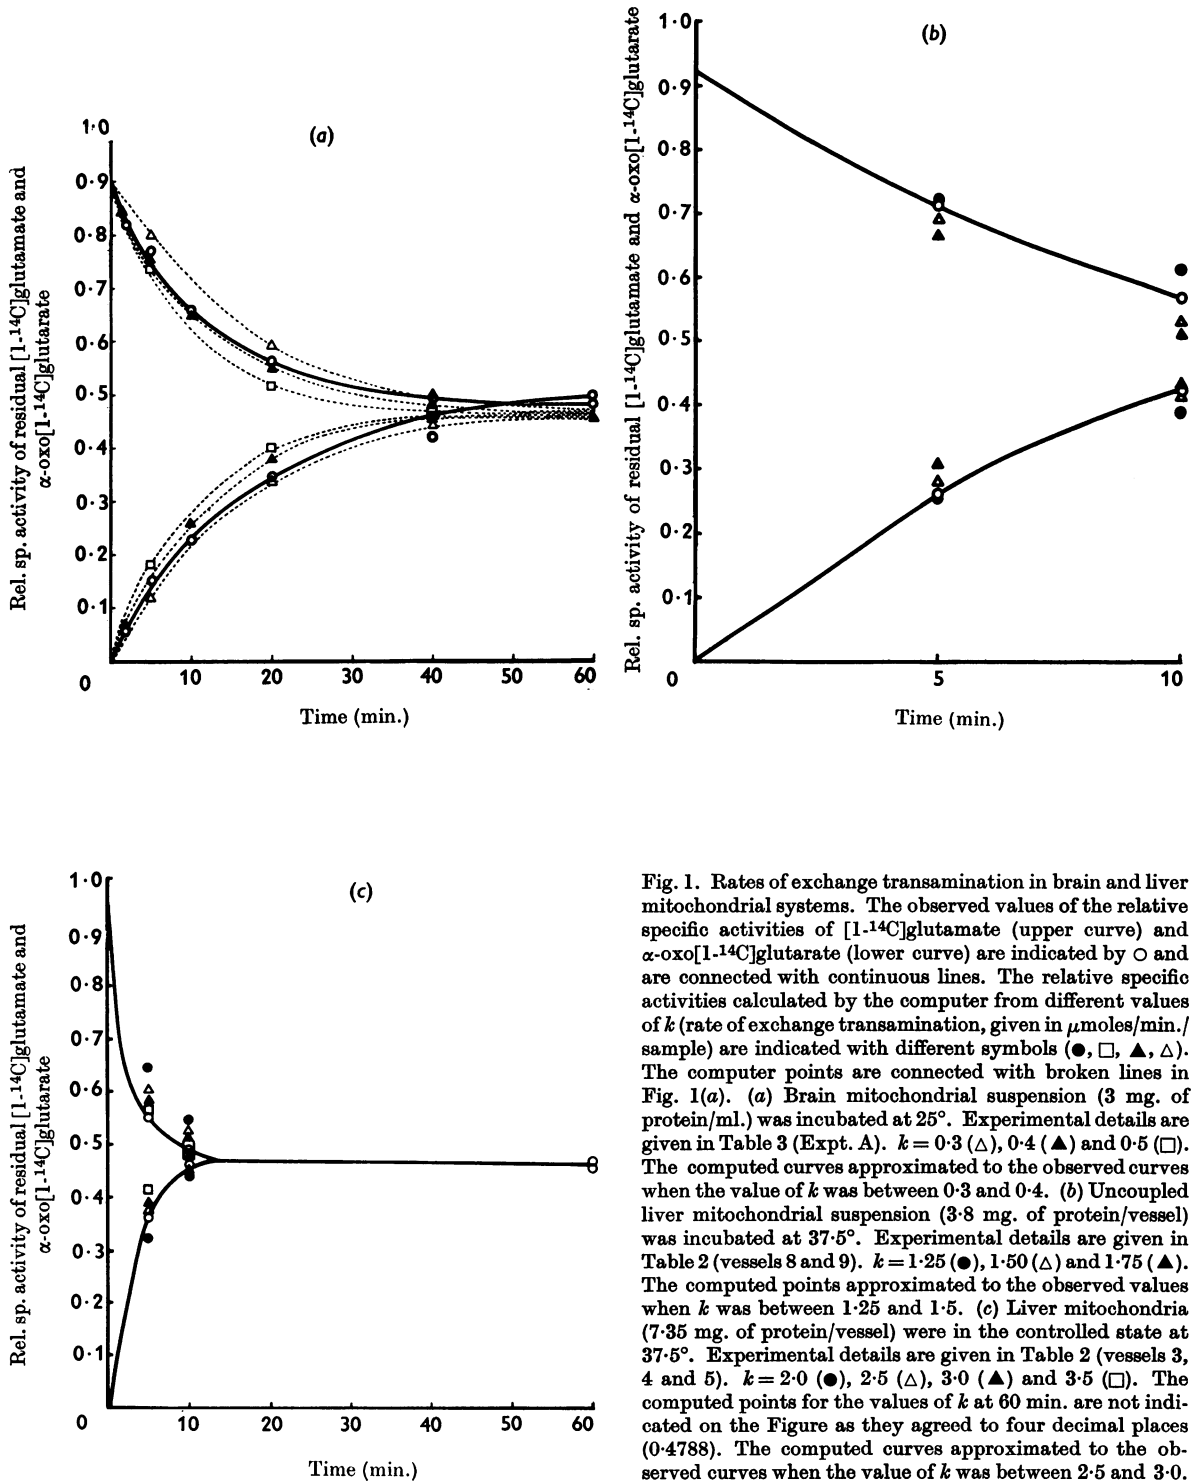 (a)
1·0
0·9
0·8
0·7
0·6
0·5
0·4
0·3
0·2
0·1
0
10
20
30
40
50
60
Time (min.)
Rel. sp. activity of residual [1-¹⁴C]glutamate and
α-oxo[1-¹⁴C]glutarate
(b)
1·0
0·9
0·8
0·7
0·6
0·5
0·4
0·3
0·2
0·1
0
5
10
Time (min.)
Rel. sp. activity of residual [1-¹⁴C]glutamate and α-oxo[1-¹⁴C]glutarate
(c)
1·0
0·9
0·8
0·7
0·6
0·5
0·4
0·3
0·2
0·1
0
10
20
30
40
50
60
Time (min.)
Rel. sp. activity of residual [1-¹⁴C]glutamate and
α-oxo[1-¹⁴C]glutarate
Fig. 1. Rates of exchange transamination in brain and liver
mitochondrial systems. The observed values of the relative
specific activities of [1-¹⁴C]glutamate (upper curve) and
α-oxo[1-¹⁴C]glutarate (lower curve) are indicated by ○ and
are connected with continuous lines. The relative specific
activities calculated by the computer from different values
of k (rate of exchange transamination, given in μmoles/min./
sample) are indicated with different symbols (●, □, ▲, △).
The computer points are connected with broken lines in
Fig. 1(a). (a) Brain mitochondrial suspension (3 mg. of
protein/ml.) was incubated at 25°. Experimental details are
given in Table 3 (Expt. A). k = 0·3 (△), 0·4 (▲) and 0·5 (□).
The computed curves approximated to the observed curves
when the value of k was between 0·3 and 0·4. (b) Uncoupled
liver mitochondrial suspension (3·8 mg. of protein/vessel)
was incubated at 37·5°. Experimental details are given in
Table 2 (vessels 8 and 9). k = 1·25 (●), 1·50 (△) and 1·75 (▲).
The computed points approximated to the observed values
when k was between 1·25 and 1·5. (c) Liver mitochondria
(7·35 mg. of protein/vessel) were in the controlled state at
37·5°. Experimental details are given in Table 2 (vessels 3,
4 and 5). k = 2·0 (●), 2·5 (△), 3·0 (▲) and 3·5 (□). The
computed points for the values of k at 60 min. are not indi-
cated on the Figure as they agreed to four decimal places
(0·4788). The computed curves approximated to the ob-
served curves when the value of k was between 2·5 and 3·0.